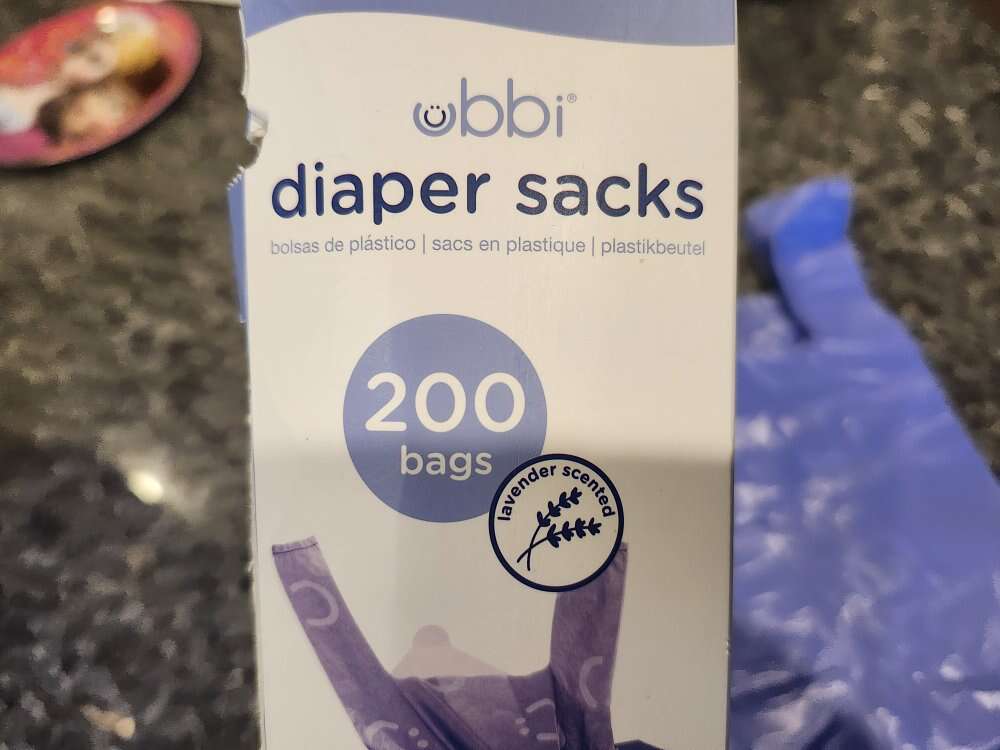 ubbi®
diaper sacks
bolsas de plástico | sacs en plastique | plastikbeutel
200
bags
lavender scented